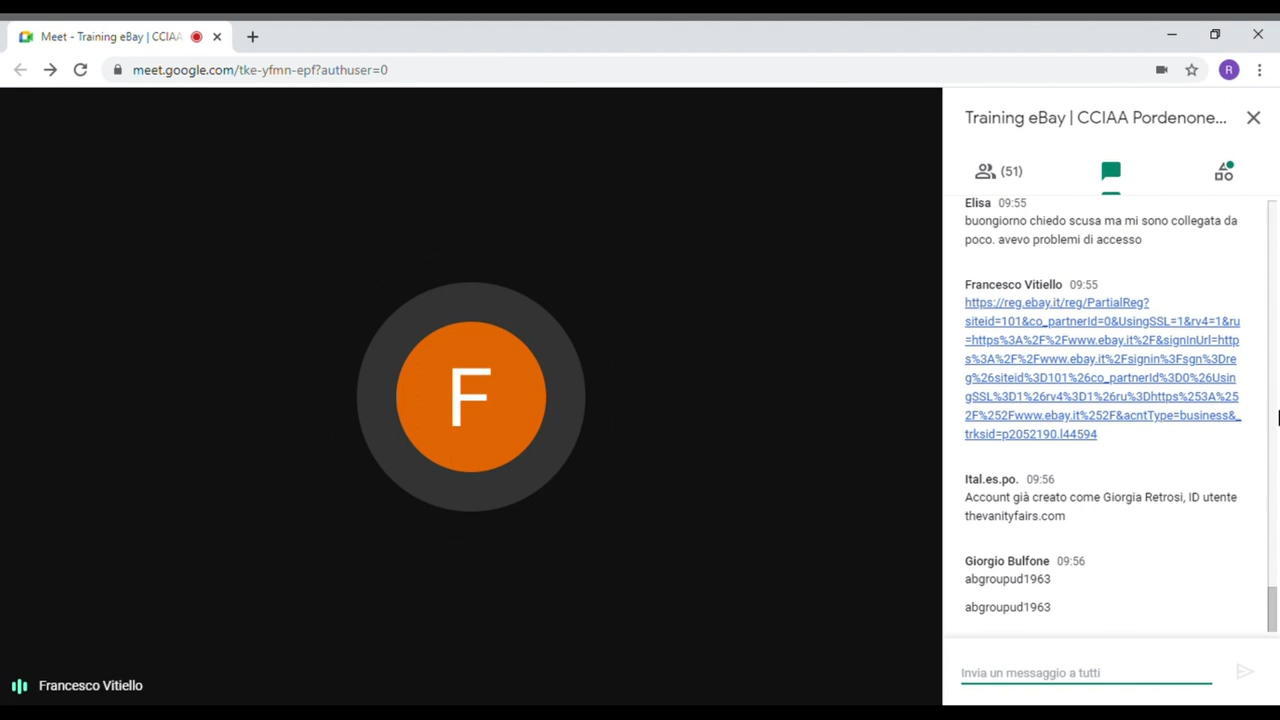 Meet - Training eBay | CCIAA
meet.google.com/tke-yfmn-epf?authuser=0
R
Training eBay | CCIAA Pordenone...
(51)
Elisa 09:55
buongiorno chiedo scusa ma mi sono collegata da
poco. avevo problemi di accesso
Francesco Vitiello 09:55
https://reg.ebay.it/reg/PartialReg?
siteid=101&co_partnerId=0&UsingSSL=1&rv4=1&ru
=https%3A%2F%2Fwww.ebay.it%2F&signInUrl=http
s%3A%2F%2Fwww.ebay.it%2Fsignin%3Fsgn%3Dre
g%26siteid%3D101%26co_partnerId%3D0%26Usin
gSSL%3D1%26rv4%3D1%26ru%3Dhttps%253A%25
2F%252Fwww.ebay.it%252F&acntType=business&_
trksid=p2052190.l44594
Ital.es.po. 09:56
Account già creato come Giorgia Retrosi, ID utente
thevanityfairs.com
Giorgio Bulfone 09:56
abgroupud1963
abgroupud1963
F
Invia un messaggio a tutti
Francesco Vitiello